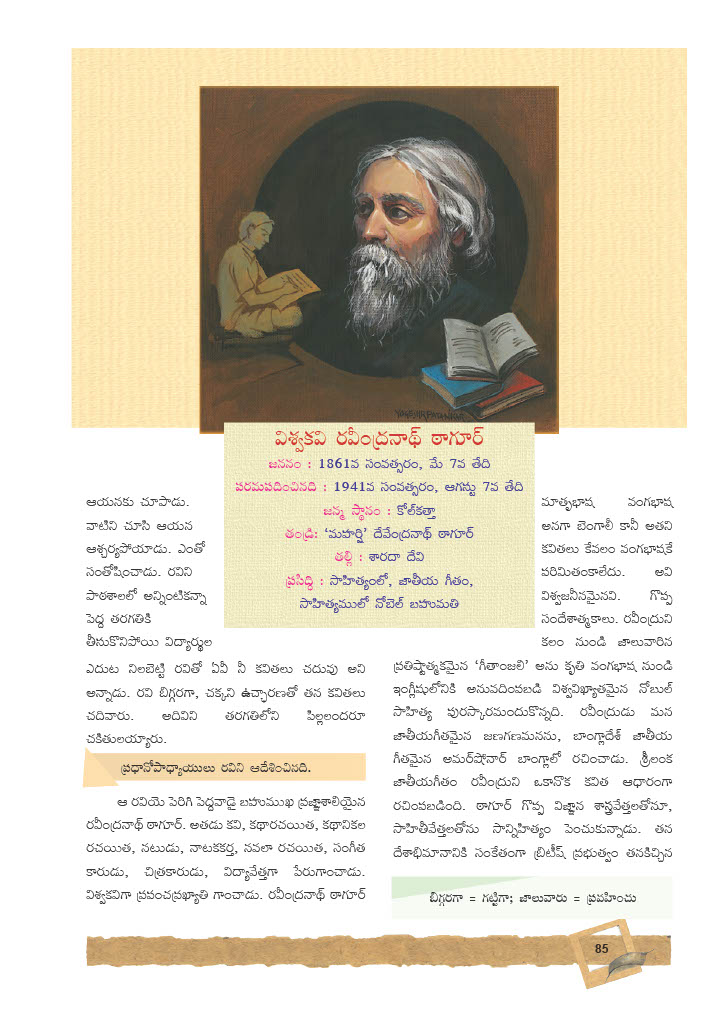 YOGESH R PATANKAR
విశ్వకవి రవీంద్రనాథ్ ఠాగూర్
జననం : 1861వ సంవత్సరం, మే 7వ తేది
పరమపదించినది : 1941వ సంవత్సరం, ఆగస్టు 7వ తేది
జన్మ స్థానం : కోల్‌కత్తా
తండ్రి: ‘మహర్షి’ దేవేంద్రనాథ్ ఠాగూర్
తల్లి : శారదా దేవి
ప్రసిద్ధి : సాహిత్యంలో, జాతీయ గీతం,
సాహిత్యములో నోబెల్ బహుమతి
ఆయనకు చూపాడు.
వాటిని చూసి ఆయన
ఆశ్చర్యపోయాడు. ఎంతో
సంతోషించాడు. రవిని
పాఠశాలలో అన్నింటికన్నా
పెద్ద తరగతికి
తీసుకొనిపోయి విద్యార్థుల
ఎదుట నిలబెట్టి రవితో ఏవీ నీ కవితలు చదువు అని
అన్నాడు. రవి బిగ్గరగా, చక్కని ఉచ్ఛారణతో తన కవితలు
చదివారు. అదివిని తరగతిలోని పిల్లలందరూ
చకితులయ్యారు.
ప్రధానోపాధ్యాయులు రవిని ఆదేశించినది.
ఆ రవియె పెరిగి పెద్దవాడై బహుముఖ ప్రజ్ఞాశాలియైన
రవీంద్రనాథ్ ఠాగూర్. అతడు కవి, కథారచయిత, కథానికల
రచయిత, నటుడు, నాటకకర్త, నవలా రచయిత, సంగీత
కారుడు, చిత్రకారుడు, విద్యావేత్తగా పేరుగాంచాడు.
విశ్వకవిగా ప్రపంచప్రఖ్యాతి గాంచాడు. రవీంద్రనాథ్ ఠాగూర్
మాతృభాష వంగభాష
అనగా బెంగాలీ కానీ అతని
కవితలు కేవలం వంగభాషకే
పరిమితంకాలేదు. అవి
విశ్వజనీనమైనవి. గొప్ప
సందేశాత్మకాలు. రవీంద్రుని
కలం నుండి జాలువారిన
ప్రతిష్టాత్మకమైన ‘గీతాంజలి’ అను కృతి వంగభాష నుండి
ఇంగ్లీషులోనికి అనువదింపబడి విశ్వవిఖ్యాతమైన నోబుల్
సాహిత్య పురస్కారమందుకొన్నది. రవీంద్రుడు మన
జాతీయగీతమైన జణగణమనను, బాంగ్లాదేశ్ జాతీయ
గీతమైన అమర్‌షోనార్ బాంగ్లాలో రచించాడు. శ్రీలంక
జాతీయగీతం రవీంద్రుని ఒకానొక కవిత ఆధారంగా
రచింపబడింది. ఠాగూర్ గొప్ప విజ్ఞాన శాస్త్రవేత్తలతోనూ,
సాహితీవేత్తలతోను సాన్నిహిత్యం పెంచుకున్నాడు. తన
దేశాభిమానానికి సంకేతంగా బ్రిటీష్ ప్రభుత్వం తనకిచ్చిన
బిగ్గరగా = గట్టిగా; జాలువారు = ప్రవహించు
85